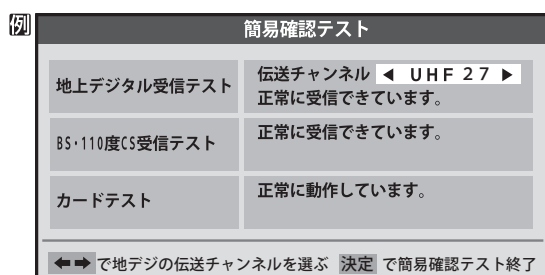 例
簡易確認テスト
地上デジタル受信テスト
伝送チャンネル ◀ UHF 27 ▶
正常に受信できています。
BS・110度CS受信テスト
正常に受信できています。
カードテスト
正常に動作しています。
⬅➡ で地デジの伝送チャンネルを選ぶ 決定 で簡易確認テスト終了